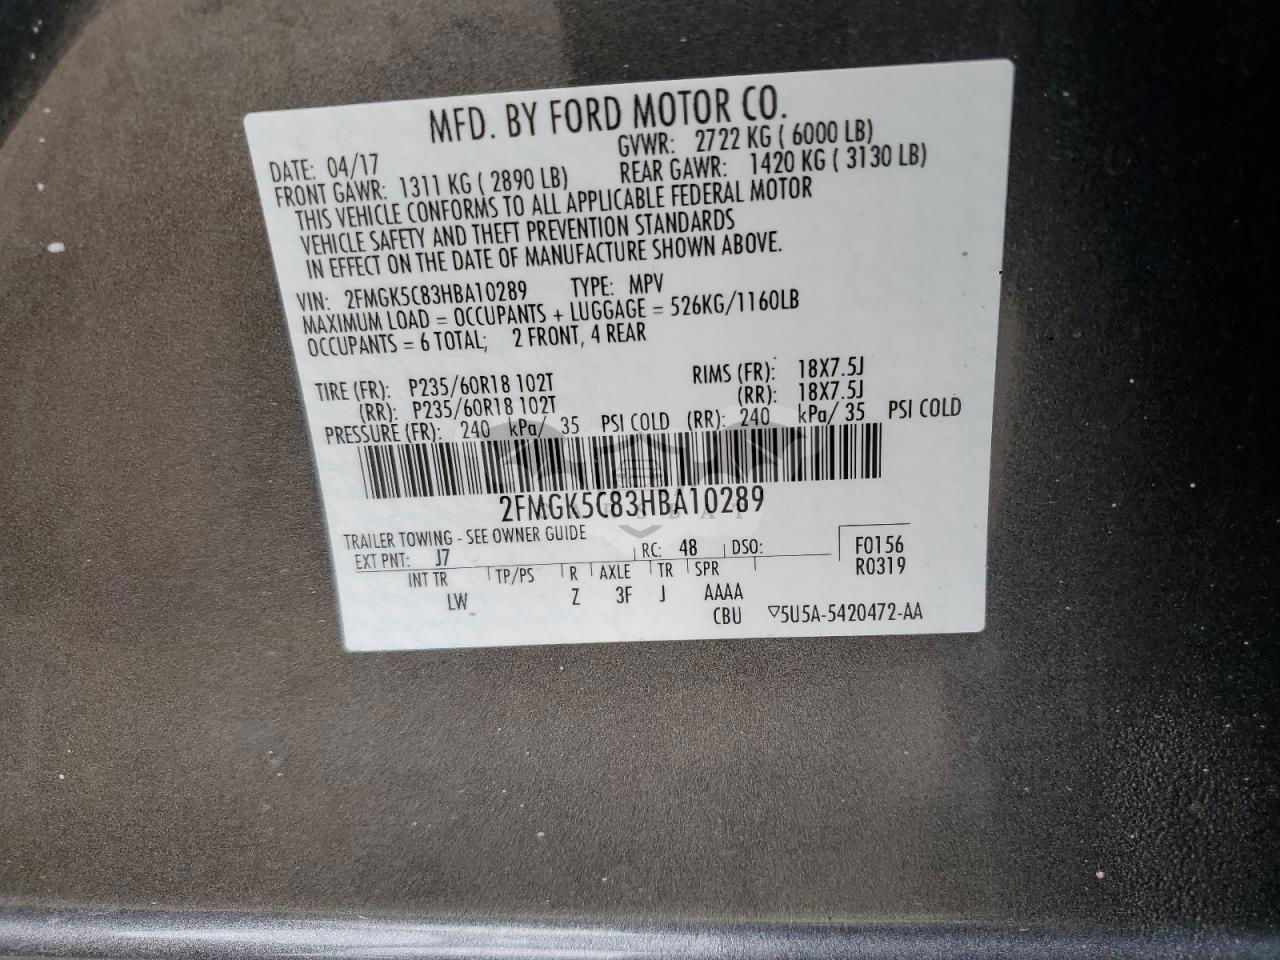 MFD. BY FORD MOTOR CO.
DATE: 04/17 GVWR: 2722 KG ( 6000 LB)
FRONT GAWR: 1311 KG ( 2890 LB) REAR GAWR: 1420 KG ( 3130 LB)
THIS VEHICLE CONFORMS TO ALL APPLICABLE FEDERAL MOTOR
VEHICLE SAFETY AND THEFT PREVENTION STANDARDS
IN EFFECT ON THE DATE OF MANUFACTURE SHOWN ABOVE.
VIN: 2FMGK5C83HBA10289 TYPE: MPV
MAXIMUM LOAD = OCCUPANTS + LUGGAGE = 526KG/1160LB
OCCUPANTS = 6 TOTAL; 2 FRONT, 4 REAR
TIRE (FR): P235/60R18 102T RIMS (FR): 18X7.5J
(RR): P235/60R18 102T (RR): 18X7.5J
PRESSURE (FR): 240 kPa/ 35 PSI COLD (RR): 240 kPa/ 35 PSI COLD
2FMGK5C83HBA10289
TRAILER TOWING - SEE OWNER GUIDE
EXT PNT: J7 RC: 48 DSO: F0156
INT TR TP/PS R AXLE TR SPR R0319
LW Z 3F J AAAA
CBU ▽5U5A-5420472-AA